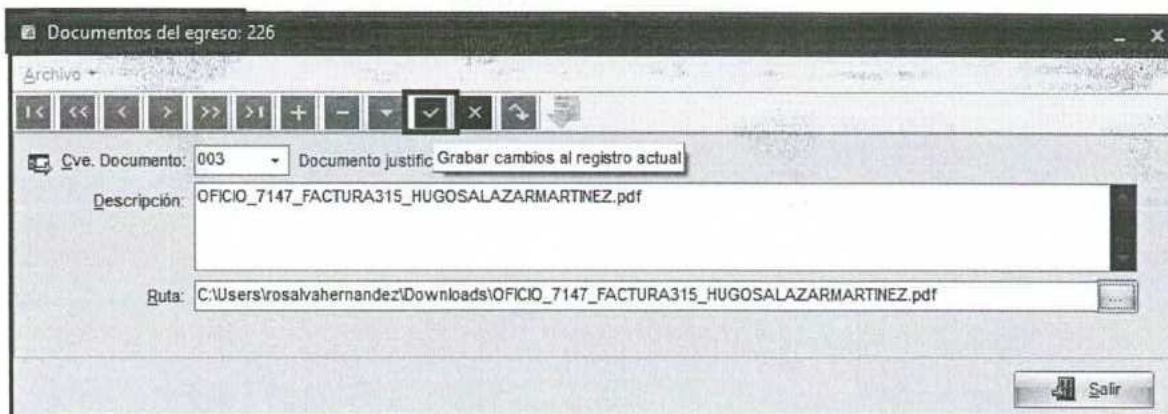 Documentos del egreso: 226
Archivo
Cve. Documento: 003 Documento justific
Grabar cambios al registro actual
Descripción: OFICIO_7147_FACTURA315_HUGOSALAZARMARTINEZ.pdf
Ruta: C:\Users\rosalvahernandez\Downloads\OFICIO_7147_FACTURA315_HUGOSALAZARMARTINEZ.pdf
...
Salir